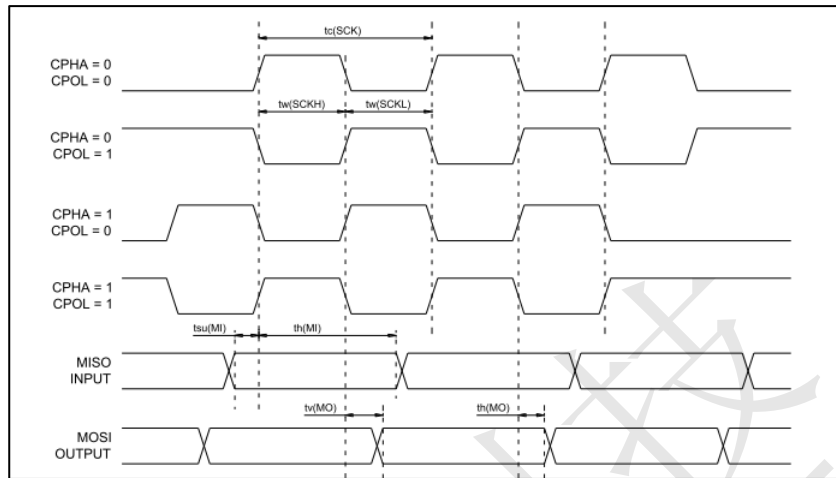 tc(SCK)
CPHA = 0
CPOL = 0
tw(SCKH)
tw(SCKL)
CPHA = 0
CPOL = 1
CPHA = 1
CPOL = 0
CPHA = 1
CPOL = 1
tsu(MI)
th(MI)
MISO
INPUT
tv(MO)
th(MO)
MOSI
OUTPUT